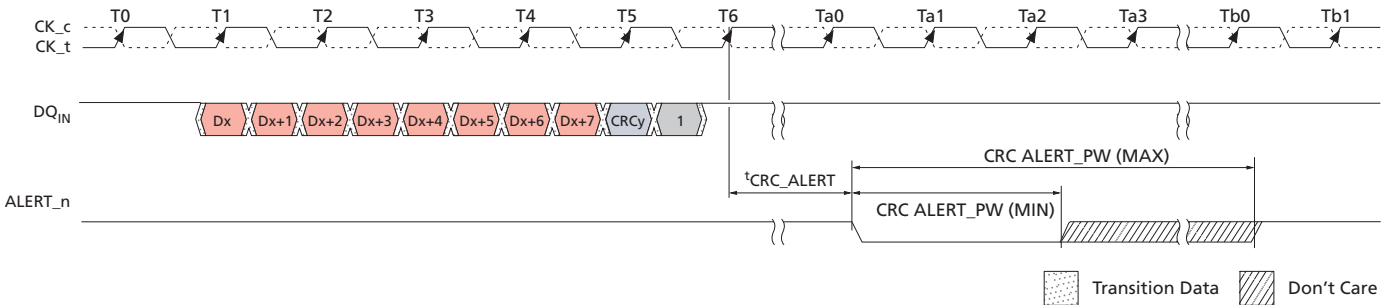 T0 T1 T2 T3 T4 T5 T6 Ta0 Ta1 Ta2 Ta3 Tb0 Tb1
CK_c
CK_t
DQIN
Dx Dx+1 Dx+2 Dx+3 Dx+4 Dx+5 Dx+6 Dx+7 CRCy 1
CRC ALERT_PW (MAX)
tCRC_ALERT
CRC ALERT_PW (MIN)
ALERT_n
Transition Data Don't Care